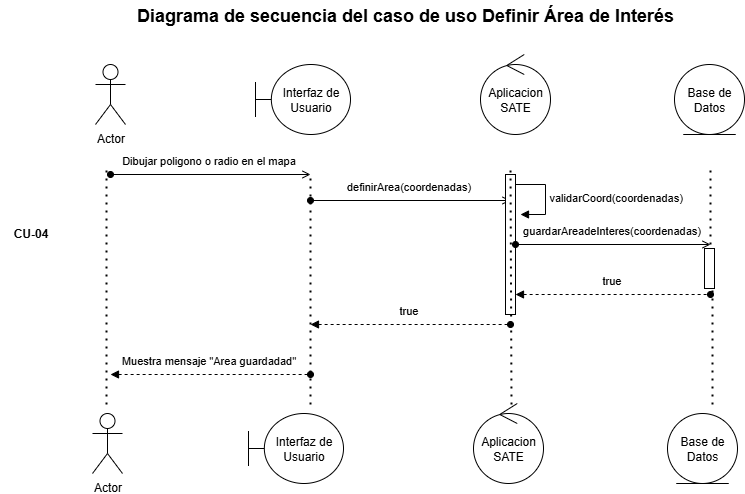 Diagrama de secuencia del caso de uso Definir Área de Interés
Interfaz de
Usuario
Aplicacion
SATE
Base de
Datos
Actor
Dibujar poligono o radio en el mapa
definirArea(coordenadas)
validarCoord(coordenadas)
CU-04
guardarAreadeInteres(coordenadas)
true
true
Muestra mensaje "Area guardadad"
Interfaz de
Usuario
Aplicacion
SATE
Base de
Datos
Actor